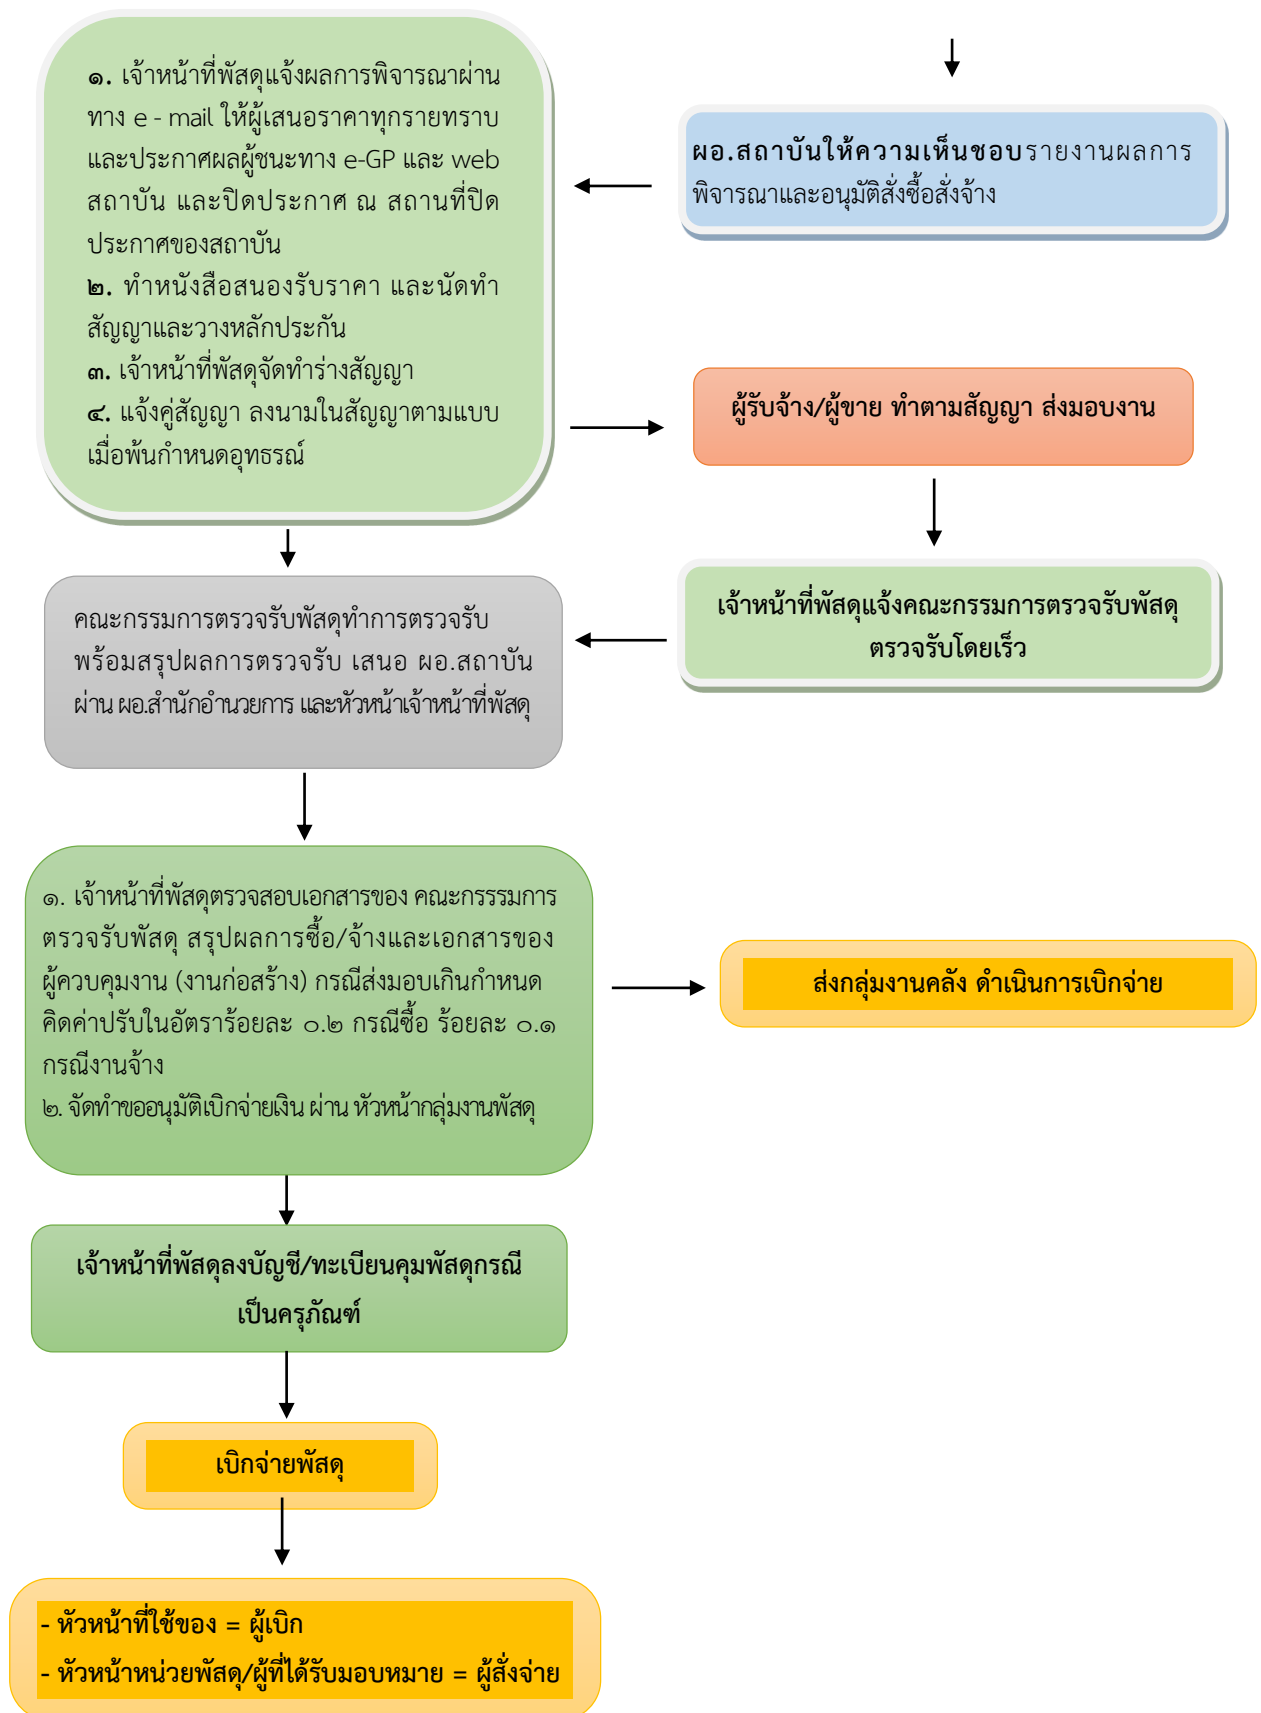 ๑. เจ้าหน้าที่พัสดุแจ้งผลการพิจารณาผ่าน
ทาง e - mail ให้ผู้เสนอราคาทุกรายทราบ
และประกาศผลผู้ชนะทาง e-GP และ web
สถาบัน และปิดประกาศ ณ สถานที่ปิด
ประกาศของสถาบัน
๒. ทำหนังสือสนองรับราคา และนัดทำ
สัญญาและวางหลักประกัน
๓. เจ้าหน้าที่พัสดุจัดทำร่างสัญญา
๔. แจ้งคู่สัญญา ลงนามในสัญญาตามแบบ
เมื่อพ้นกำหนดอุทธรณ์
ผอ.สถาบันให้ความเห็นชอบรายงานผลการ
พิจารณาและอนุมัติสั่งซื้อสั่งจ้าง
ผู้รับจ้าง/ผู้ขาย ทำตามสัญญา ส่งมอบงาน
เจ้าหน้าที่พัสดุแจ้งคณะกรรมการตรวจรับพัสดุ
ตรวจรับโดยเร็ว
คณะกรรมการตรวจรับพัสดุทำการตรวจรับ
พร้อมสรุปผลการตรวจรับ เสนอ ผอ.สถาบัน
ผ่าน ผอ.สำนักอำนวยการ และหัวหน้าเจ้าหน้าที่พัสดุ
๑. เจ้าหน้าที่พัสดุตรวจสอบเอกสารของ คณะกรรรมการ
ตรวจรับพัสดุ สรุปผลการซื้อ/จ้างและเอกสารของ
ผู้ควบคุมงาน (งานก่อสร้าง) กรณีส่งมอบเกินกำหนด
คิดค่าปรับในอัตราร้อยละ ๐.๒ กรณีซื้อ ร้อยละ ๐.๑
กรณีงานจ้าง
๒. จัดทำขออนุมัติเบิกจ่ายเงิน ผ่าน หัวหน้ากลุ่มงานพัสดุ
ส่งกลุ่มงานคลัง ดำเนินการเบิกจ่าย
เจ้าหน้าที่พัสดุลงบัญชี/ทะเบียนคุมพัสดุกรณี
เป็นครุภัณฑ์
เบิกจ่ายพัสดุ
- หัวหน้าที่ใช้ของ = ผู้เบิก
- หัวหน้าหน่วยพัสดุ/ผู้ที่ได้รับมอบหมาย = ผู้สั่งจ่าย